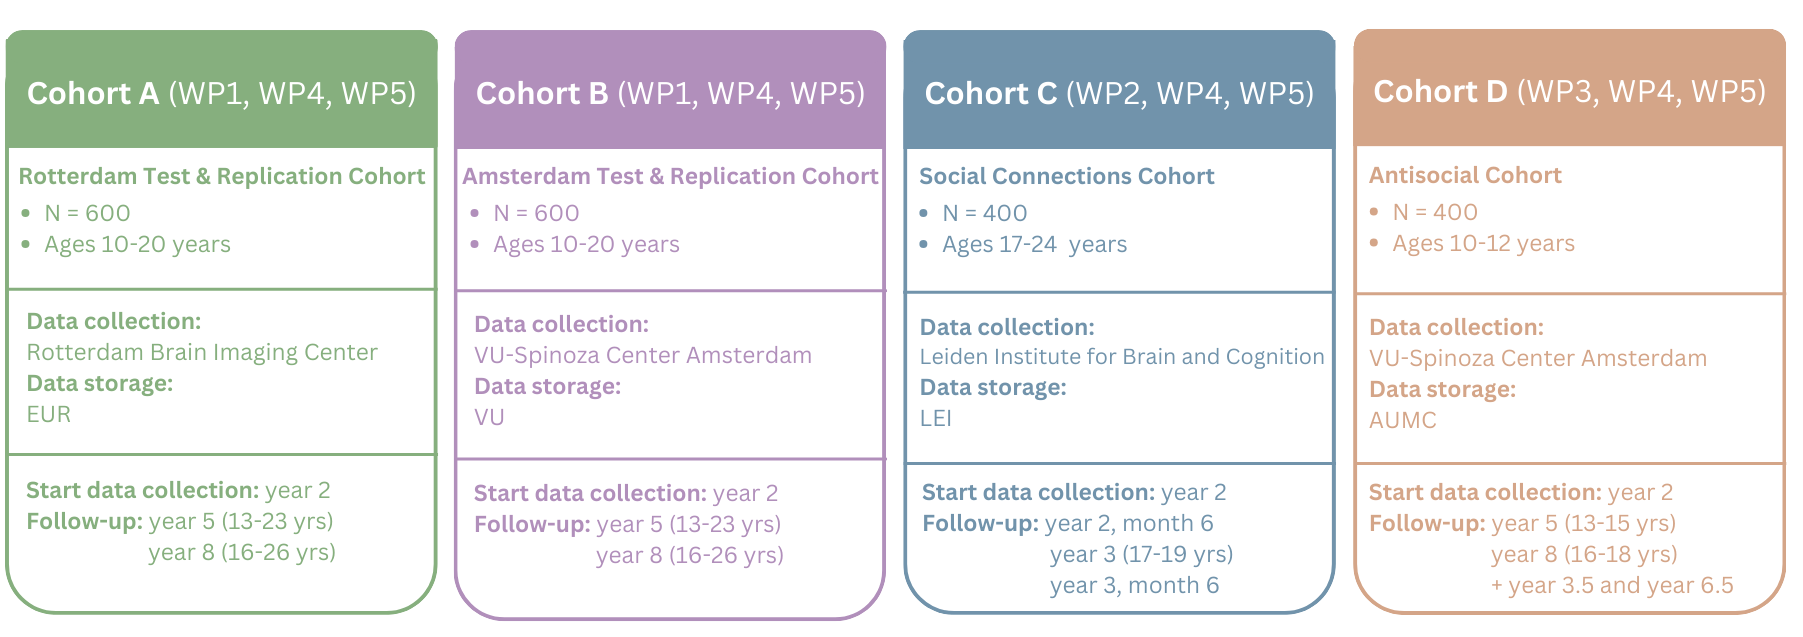 Cohort A (WP1, WP4, WP5)
Rotterdam Test & Replication Cohort
• N = 600
• Ages 10-20 years
Data collection:
Rotterdam Brain Imaging Center
Data storage:
EUR
Start data collection: year 2
Follow-up: year 5 (13-23 yrs)
year 8 (16-26 yrs)
Cohort B (WP1, WP4, WP5)
Amsterdam Test & Replication Cohort
• N = 600
• Ages 10-20 years
Data collection:
VU-Spinoza Center Amsterdam
Data storage:
VU
Start data collection: year 2
Follow-up: year 5 (13-23 yrs)
year 8 (16-26 yrs)
Cohort C (WP2, WP4, WP5)
Social Connections Cohort
• N = 400
• Ages 17-24 years
Data collection:
Leiden Institute for Brain and Cognition
Data storage:
LEI
Start data collection: year 2
Follow-up: year 2, month 6
year 3 (17-19 yrs)
year 3, month 6
Cohort D (WP3, WP4, WP5)
Antisocial Cohort
• N = 400
• Ages 10-12 years
Data collection:
VU-Spinoza Center Amsterdam
Data storage:
AUMC
Start data collection: year 2
Follow-up: year 5 (13-15 yrs)
year 8 (16-18 yrs)
+ year 3.5 and year 6.5